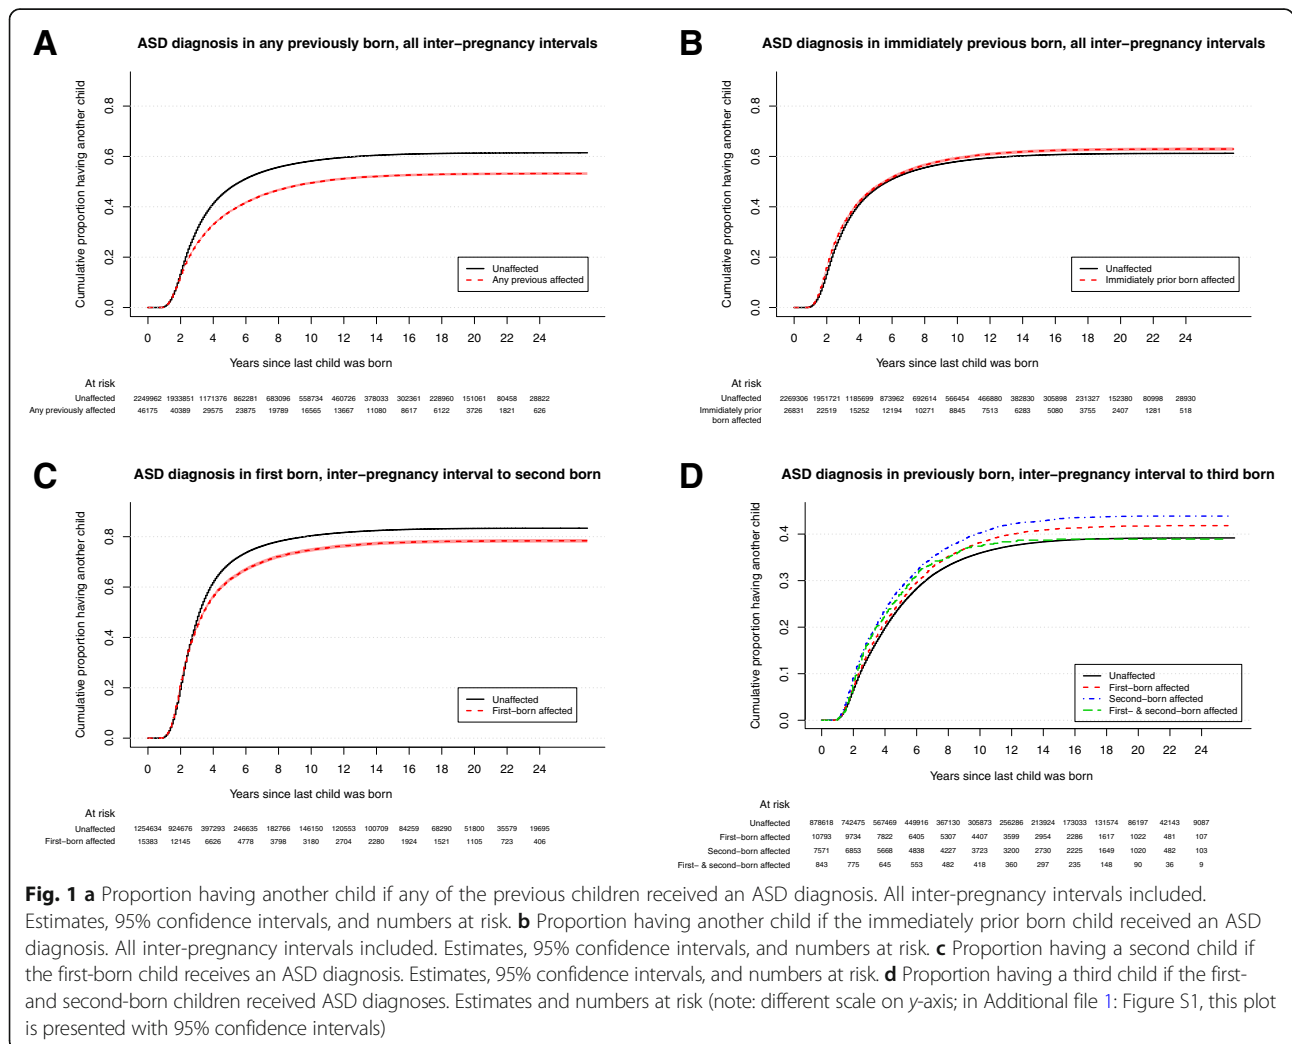 A
ASD diagnosis in any previously born, all inter−pregnancy intervals
Cumulative proportion having another child
0.8
0.6
0.4
0.2
0.0
Unaffected
Any previous affected
0 2 4 6 8 10 12 14 16 18 20 22 24
Years since last child was born
At risk
Unaffected 2249962 1933851 1171376 862281 683096 558734 460726 378033 302361 228960 151061 80458 28822
Any previously affected 46175 40389 29575 23875 19789 16565 13667 11080 8617 6122 3726 1821 626
B
ASD diagnosis in immidiately previous born, all inter−pregnancy intervals
Cumulative proportion having another child
0.8
0.6
0.4
0.2
0.0
Unaffected
Immidiately prior born affected
0 2 4 6 8 10 12 14 16 18 20 22 24
Years since last child was born
At risk
Unaffected 2269306 1951721 1185699 873962 692614 566454 466880 382830 305898 231327 152380 80998 28930
Immediately prior 26831 22519 15252 12194 10271 8845 7513 6283 5080 3755 2407 1281 518
born affected
C
ASD diagnosis in first born, inter−pregnancy interval to second born
Cumulative proportion having another child
0.8
0.6
0.4
0.2
0.0
Unaffected
First−born affected
0 2 4 6 8 10 12 14 16 18 20 22 24
Years since last child was born
At risk
Unaffected 1254634 924676 397293 246635 182766 146150 120553 100709 84259 68290 51800 35579 19695
First−born affected 15383 12145 6626 4778 3798 3180 2704 2280 1924 1521 1105 723 406
D
ASD diagnosis in previously born, inter−pregnancy interval to third born
Cumulative proportion having another child
0.4
0.3
0.2
0.1
0.0
Unaffected
First−born affected
Second−born affected
First− & second−born affected
0 2 4 6 8 10 12 14 16 18 20 22 24
Years since last child was born
At risk
Unaffected 878618 742475 567469 449916 367130 305873 256286 213924 173033 131574 86197 42143 9087
First−born affected 10793 9734 7822 6405 5307 4407 3599 2954 2286 1617 1022 481 107
Second−born affected 7571 6853 5668 4838 4227 3723 3200 2730 2225 1649 1020 482 103
First− & second−born affected 843 775 645 553 482 418 360 297 235 148 90 36 9
Fig. 1 a Proportion having another child if any of the previous children received an ASD diagnosis. All inter-pregnancy intervals included.
Estimates, 95% confidence intervals, and numbers at risk. b Proportion having another child if the immediately prior born child received an ASD
diagnosis. All inter-pregnancy intervals included. Estimates, 95% confidence intervals, and numbers at risk. c Proportion having a second child if
the first-born child receives an ASD diagnosis. Estimates, 95% confidence intervals, and numbers at risk. d Proportion having a third child if the first-
and second-born children received ASD diagnoses. Estimates and numbers at risk (note: different scale on y-axis; in Additional file 1: Figure S1, this plot
is presented with 95% confidence intervals)